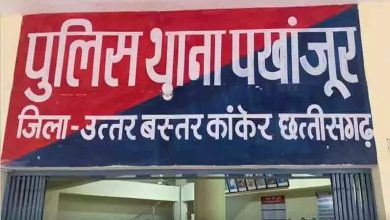 पुलिस थाना पखांजूर
जिला-उत्तर बस्तर कांकेर छत्तीसगढ़